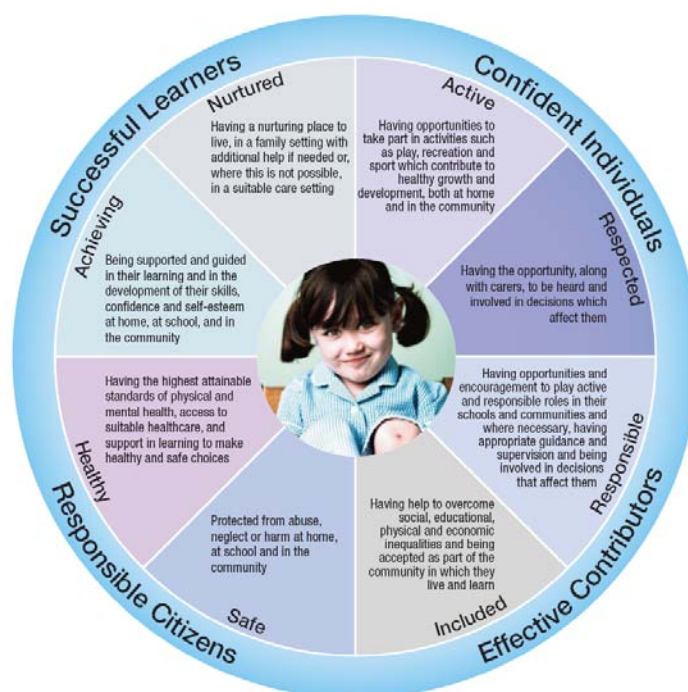 Successful Learners
Confident Individuals
Nurtured
Having a nurturing place to
live, in a family setting with
additional help if needed or,
where this is not possible,
in a suitable care setting
Active
Having opportunities to
take part in activities such
as play, recreation and
sport which contribute to
healthy growth and
development, both at home
and in the community
Achieving
Being supported and guided
in their learning and in the
development of their skills,
confidence and self-esteem
at home, at school, and in
the community
Respected
Having the opportunity, along
with carers, to be heard and
involved in decisions which
affect them
Healthy
Having the highest attainable
standards of physical and
mental health, access to
suitable healthcare, and
support in learning to make
healthy and safe choices
Responsible
Having opportunities and
encouragement to play active
and responsible roles in their
schools and communities and
where necessary, having
appropriate guidance and
supervision and being
involved in decisions
that affect them
Safe
Protected from abuse,
neglect or harm at home,
at school and in the
community
Included
Having help to overcome
social, educational,
physical and economic
inequalities and being
accepted as part of the
community in which they
live and learn
Responsible Citizens
Effective Contributors